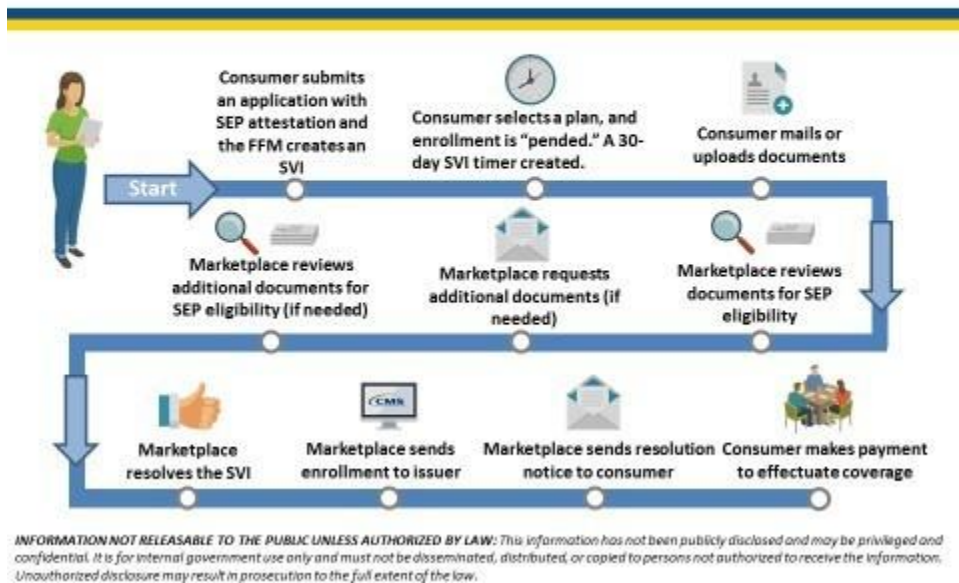 Consumer submits
an application with
SEP attestation and
the FFM creates an
SVI
Consumer selects a plan, and
enrollment is “pended.” A 30-
day SVI timer created.
Consumer mails or
uploads documents
Start
Marketplace reviews
documents for SEP
eligibility
Marketplace requests
additional documents (if
needed)
Marketplace reviews
additional documents for
SEP eligibility (if needed)
Marketplace
resolves the SVI
CMS
Marketplace sends
enrollment to issuer
Marketplace sends resolution
notice to consumer
Consumer makes payment
to effectuate coverage
INFORMATION NOT RELEASABLE TO THE PUBLIC UNLESS AUTHORIZED BY LAW: This information has not been publicly disclosed and may be privileged and
confidential. It is for internal government use only and must not be disseminated, distributed, or copied to persons not authorized to receive the information.
Unauthorized disclosure may result in prosecution to the full extent of the law.